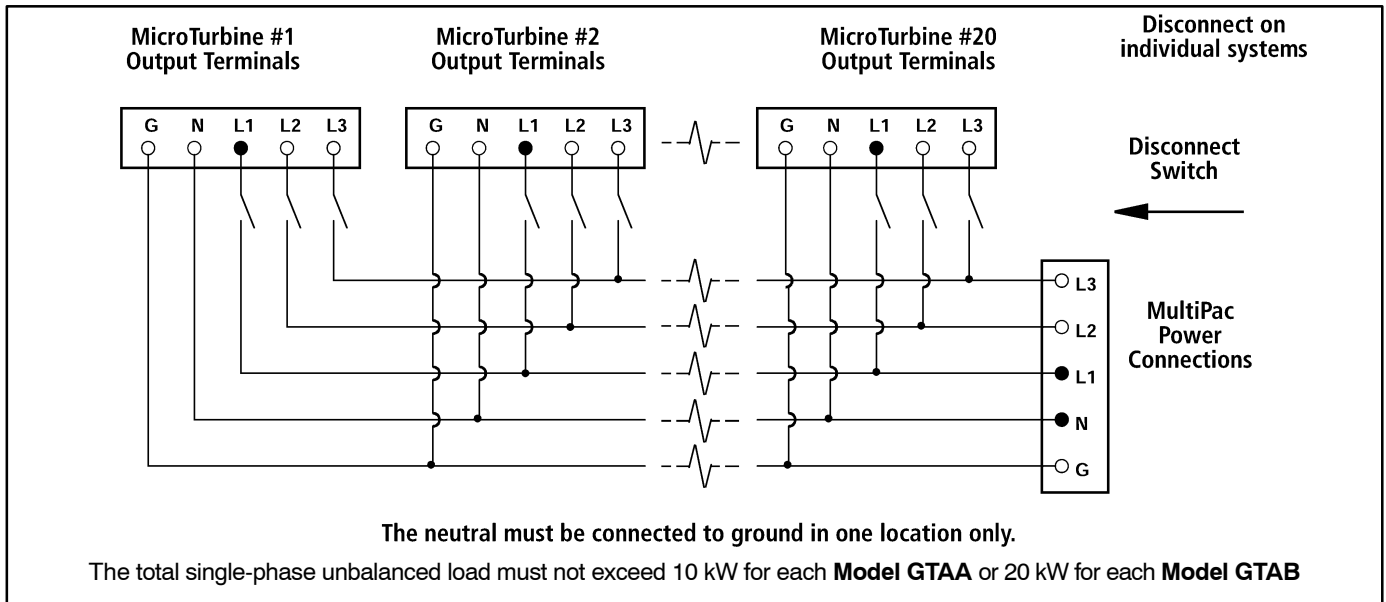 MicroTurbine #1
Output Terminals
MicroTurbine #2
Output Terminals
MicroTurbine #20
Output Terminals
Disconnect on
individual systems
G N L1 L2 L3
G N L1 L2 L3
G N L1 L2 L3
Disconnect
Switch
L3
L2
L1
N
G
MultiPac
Power
Connections
The neutral must be connected to ground in one location only.
The total single-phase unbalanced load must not exceed 10 kW for each Model GTAA or 20 kW for each Model GTAB